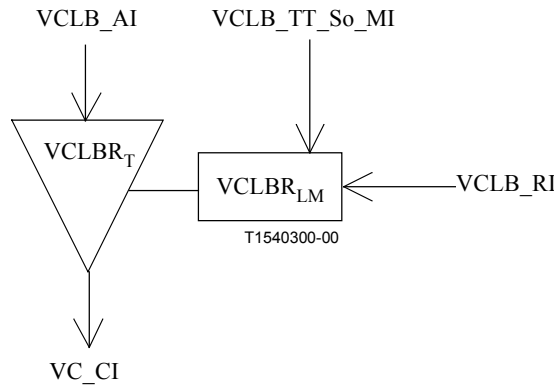 VCLB_AI
VCLB_TT_So_MI
VCLBR_T
VCLBR_LM
VCLB_RI
T1540300-00
VC_CI